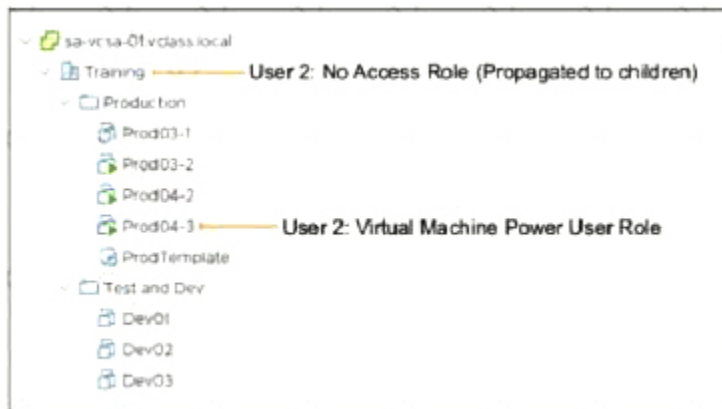 sa-vcsa-01.vclass.local
Training User 2: No Access Role (Propagated to children)
Production
Prod03-1
Prod03-2
Prod04-2
Prod04-3 User 2: Virtual Machine Power User Role
ProdTemplate
Test and Dev
Dev01
Dev02
Dev03